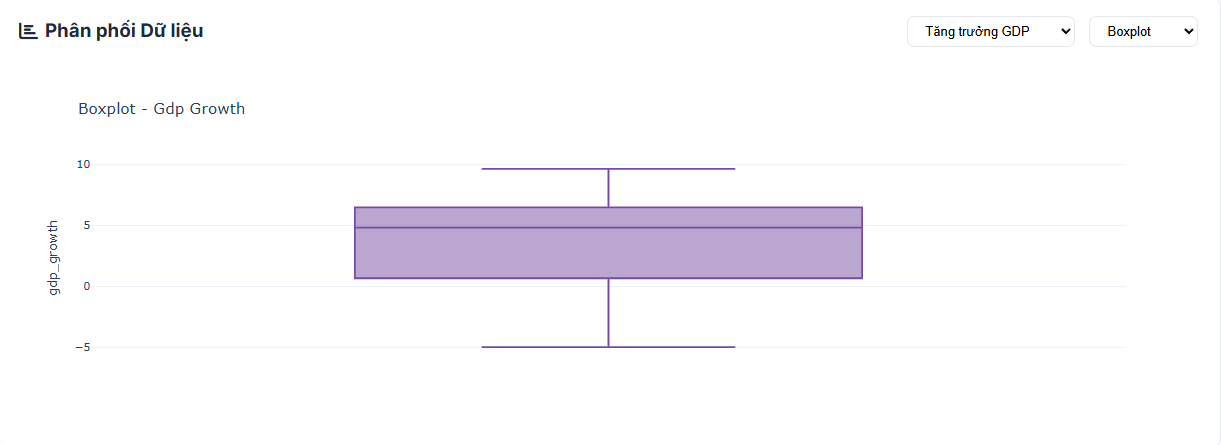 Phân phối Dữ liệu
Tăng trưởng GDP
Boxplot
Boxplot - Gdp Growth
10
5
0
−5
gdp_growth